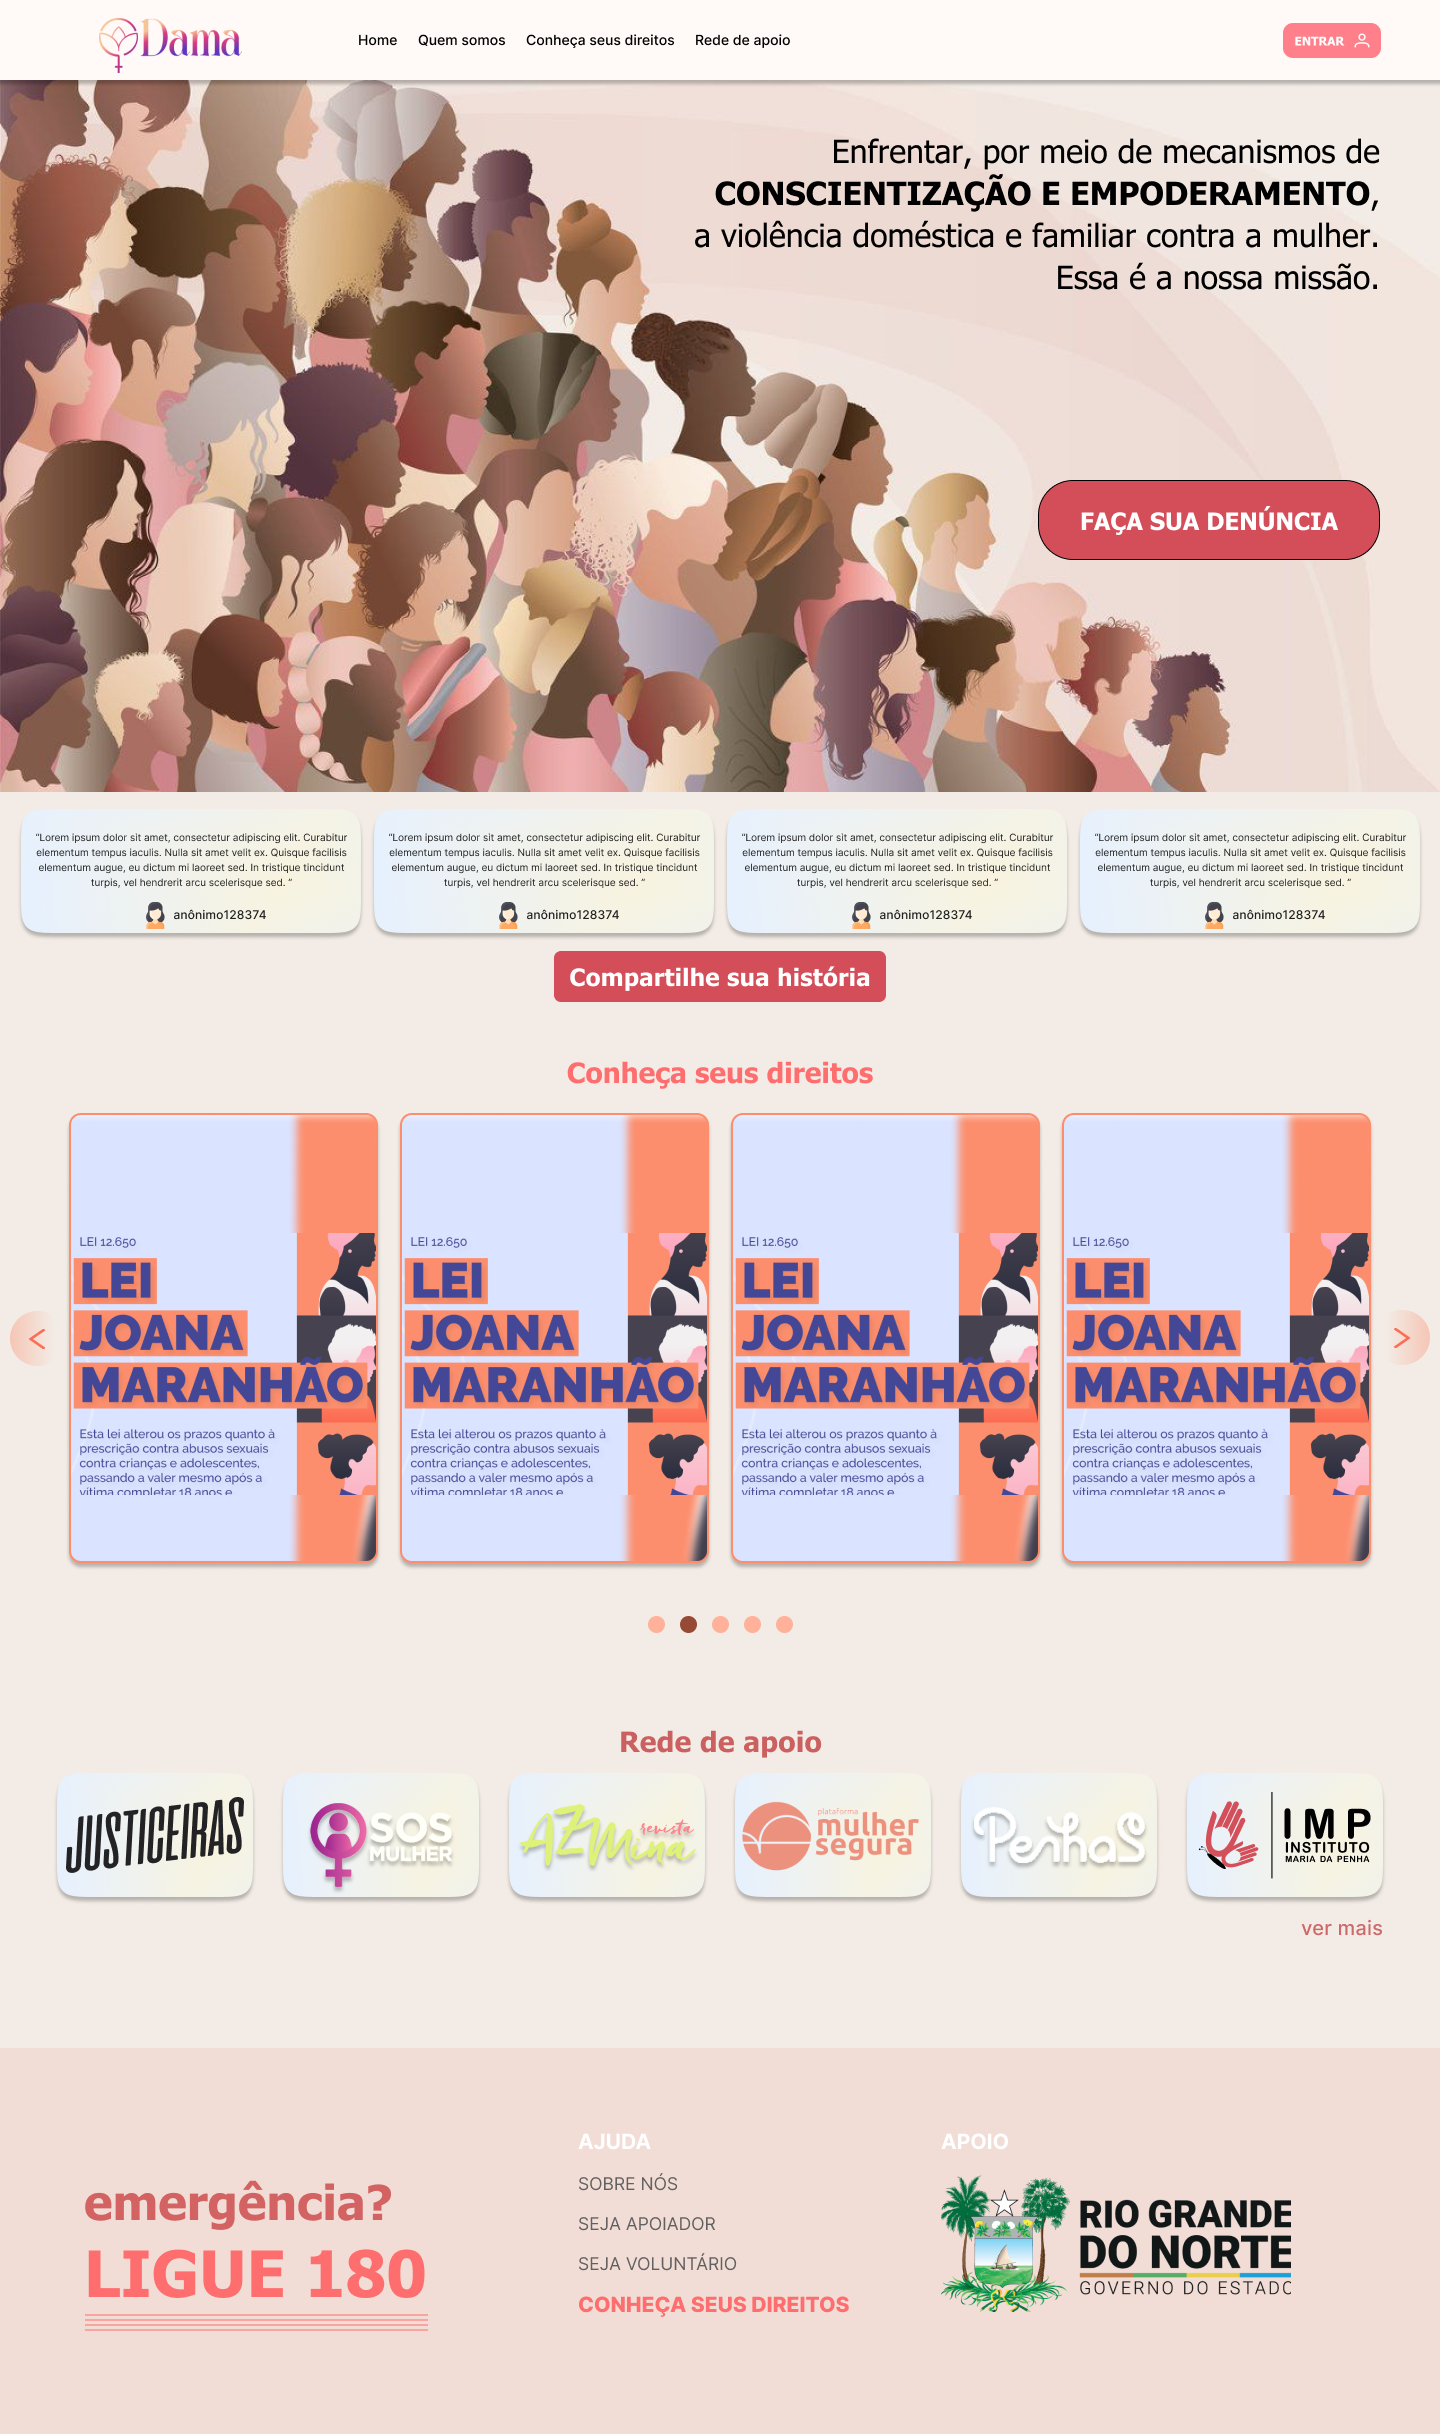 Dama
Home
Quem somos
Conheça seus direitos
Rede de apoio
ENTRAR
Enfrentar, por meio de mecanismos de
CONSCIENTIZAÇÃO E EMPODERAMENTO,
a violência doméstica e familiar contra a mulher.
Essa é a nossa missão.
FAÇA SUA DENÚNCIA
“Lorem ipsum dolor sit amet, consectetur adipiscing elit. Curabitur
elementum tempus iaculis. Nulla sit amet velit ex. Quisque facilisis
elementum augue, eu dictum mi laoreet sed. In tristique tincidunt
turpis, vel hendrerit arcu scelerisque sed. ”
anônimo128374
“Lorem ipsum dolor sit amet, consectetur adipiscing elit. Curabitur
elementum tempus iaculis. Nulla sit amet velit ex. Quisque facilisis
elementum augue, eu dictum mi laoreet sed. In tristique tincidunt
turpis, vel hendrerit arcu scelerisque sed. ”
anônimo128374
“Lorem ipsum dolor sit amet, consectetur adipiscing elit. Curabitur
elementum tempus iaculis. Nulla sit amet velit ex. Quisque facilisis
elementum augue, eu dictum mi laoreet sed. In tristique tincidunt
turpis, vel hendrerit arcu scelerisque sed. ”
anônimo128374
“Lorem ipsum dolor sit amet, consectetur adipiscing elit. Curabitur
elementum tempus iaculis. Nulla sit amet velit ex. Quisque facilisis
elementum augue, eu dictum mi laoreet sed. In tristique tincidunt
turpis, vel hendrerit arcu scelerisque sed. ”
anônimo128374
Compartilhe sua história
Conheça seus direitos
LEI 12.650
LEI
JOANA
MARANHÃO
Esta lei alterou os prazos quanto à
prescrição contra abusos sexuais
contra crianças e adolescentes,
passando a valer mesmo após a
vítima completar 18 anos e
LEI 12.650
LEI
JOANA
MARANHÃO
Esta lei alterou os prazos quanto à
prescrição contra abusos sexuais
contra crianças e adolescentes,
passando a valer mesmo após a
vítima completar 18 anos e
LEI 12.650
LEI
JOANA
MARANHÃO
Esta lei alterou os prazos quanto à
prescrição contra abusos sexuais
contra crianças e adolescentes,
passando a valer mesmo após a
vítima completar 18 anos e
LEI 12.650
LEI
JOANA
MARANHÃO
Esta lei alterou os prazos quanto à
prescrição contra abusos sexuais
contra crianças e adolescentes,
passando a valer mesmo após a
vítima completar 18 anos e
Rede de apoio
JUSTICEIRAS
SOS
MULHER
revista
AZMina
plataforma
mulher
segura
PenhaS
IMP
INSTITUTO
MARIA DA PENHA
ver mais
emergência?
LIGUE 180
AJUDA
SOBRE NÓS
SEJA APOIADOR
SEJA VOLUNTÁRIO
CONHEÇA SEUS DIREITOS
APOIO
RIO GRANDE
DO NORTE
GOVERNO DO ESTADO